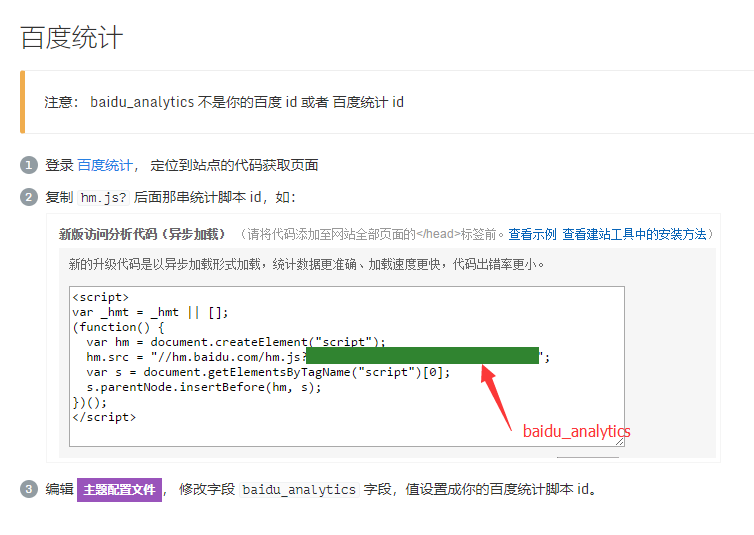 百度统计
注意： baidu_analytics 不是你的百度 id 或者 百度统计 id
1 登录 百度统计， 定位到站点的代码获取页面
2 复制 hm.js? 后面那串统计脚本 id，如：
新版访问分析代码（异步加载） （请将代码添加至网站全部页面的</head>标签前。查看示例 查看建站工具中的安装方法）
新的升级代码是以异步加载形式加载，统计数据更准确、加载速度更快，代码出错率更小。
<script>
var _hmt = _hmt || [];
(function() {
var hm = document.createElement("script");
hm.src = "//hm.baidu.com/hm.js? ";
var s = document.getElementsByTagName("script")[0];
s.parentNode.insertBefore(hm, s);
})();
</script>
baidu_analytics
3 编辑 主题配置文件， 修改字段 baidu_analytics 字段，值设置成你的百度统计脚本 id。